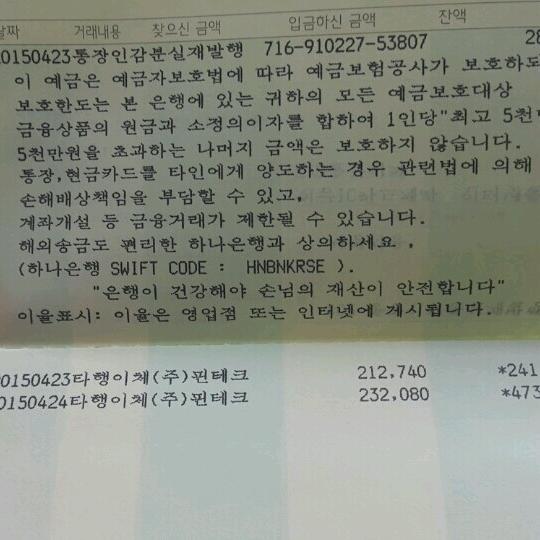 날짜 거래내용 찾으신 금액 입금하신 금액 잔액
20150423통장인감분실재발행 716-910227-53807 28
이 예금은 예금자보호법에 따라 예금보험공사가 보호하되
보호한도는 본 은행에 있는 귀하의 모든 예금보호대상
금융상품의 원금과 소정의이자를 합하여 1인당"최고 5천만
5천만원을 초과하는 나머지 금액은 보호하지 않습니다.
통장,현금카드를 타인에게 양도하는 경우 관련법에 의해
손해배상책임을 부담할 수 있고,
계좌개설 등 금융거래가 제한될 수 있습니다.
해외송금도 편리한 하나은행과 상의하세요 .
(하나은행 SWIFT CODE : HNBNKRSE ).
"은행이 건강해야 손님의 재산이 안전합니다"
이율표시: 이율은 영업점 또는 인터넷에 게시됩니다.
20150423타행이체(주)핀테크 212,740 *241
20150424타행이체(주)핀테크 232,080 *473